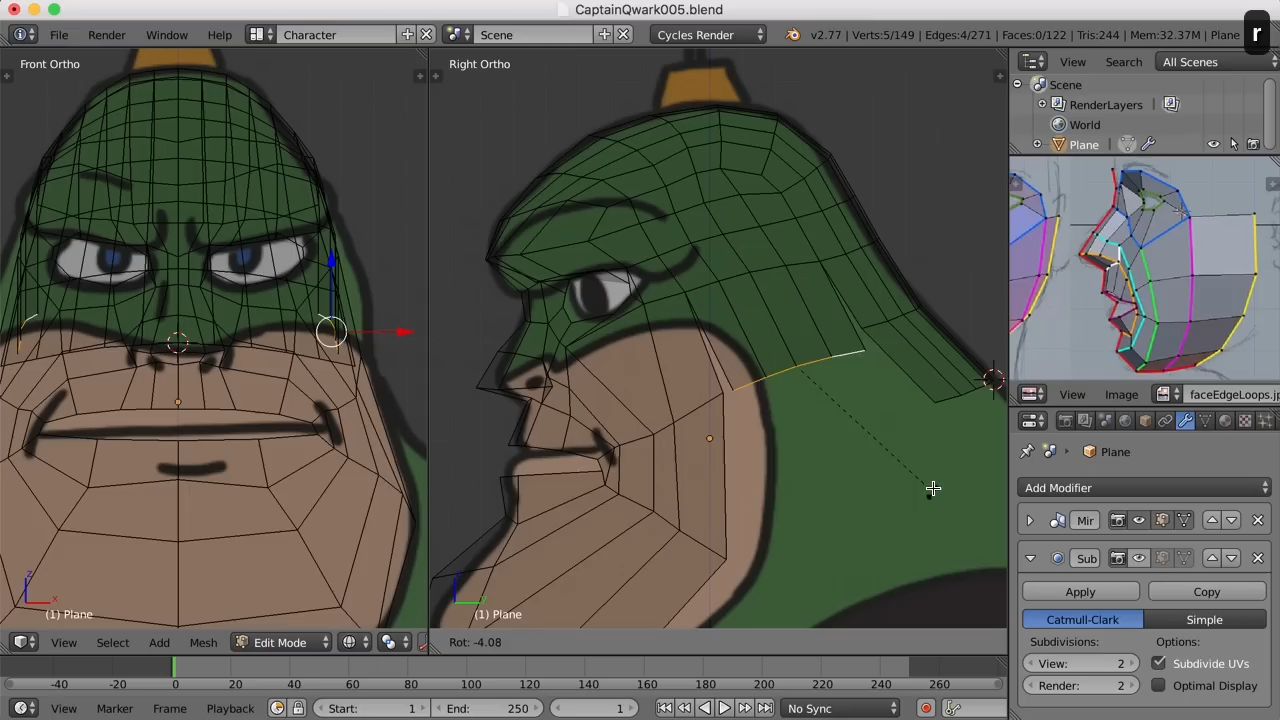 CaptainQwark005.blend
File Render Window Help Character Scene Cycles Render v2.77 | Verts:5/149 | Edges:4/271 | Faces:0/122 | Tris:244 | Mem:32.37M | Plane
r
Front Ortho
Right Ortho
View Search All Scenes
Scene
RenderLayers
World
Plane
View Image faceEdgeLoops.jp
Plane
Add Modifier
Mir
Sub
Apply Copy
Catmull-Clark Simple
Subdivisions: Options:
View: 2 Subdivide UVs
Render: 2 Optimal Display
z
x
(1) Plane
(1) Plane
View Select Add Mesh Edit Mode
Rot: -4.08
-40 -20 0 20 40 60 80 100 120 140 160 180 200 220 240 260
View Marker Frame Playback Start: 1 End: 250 1 No Sync